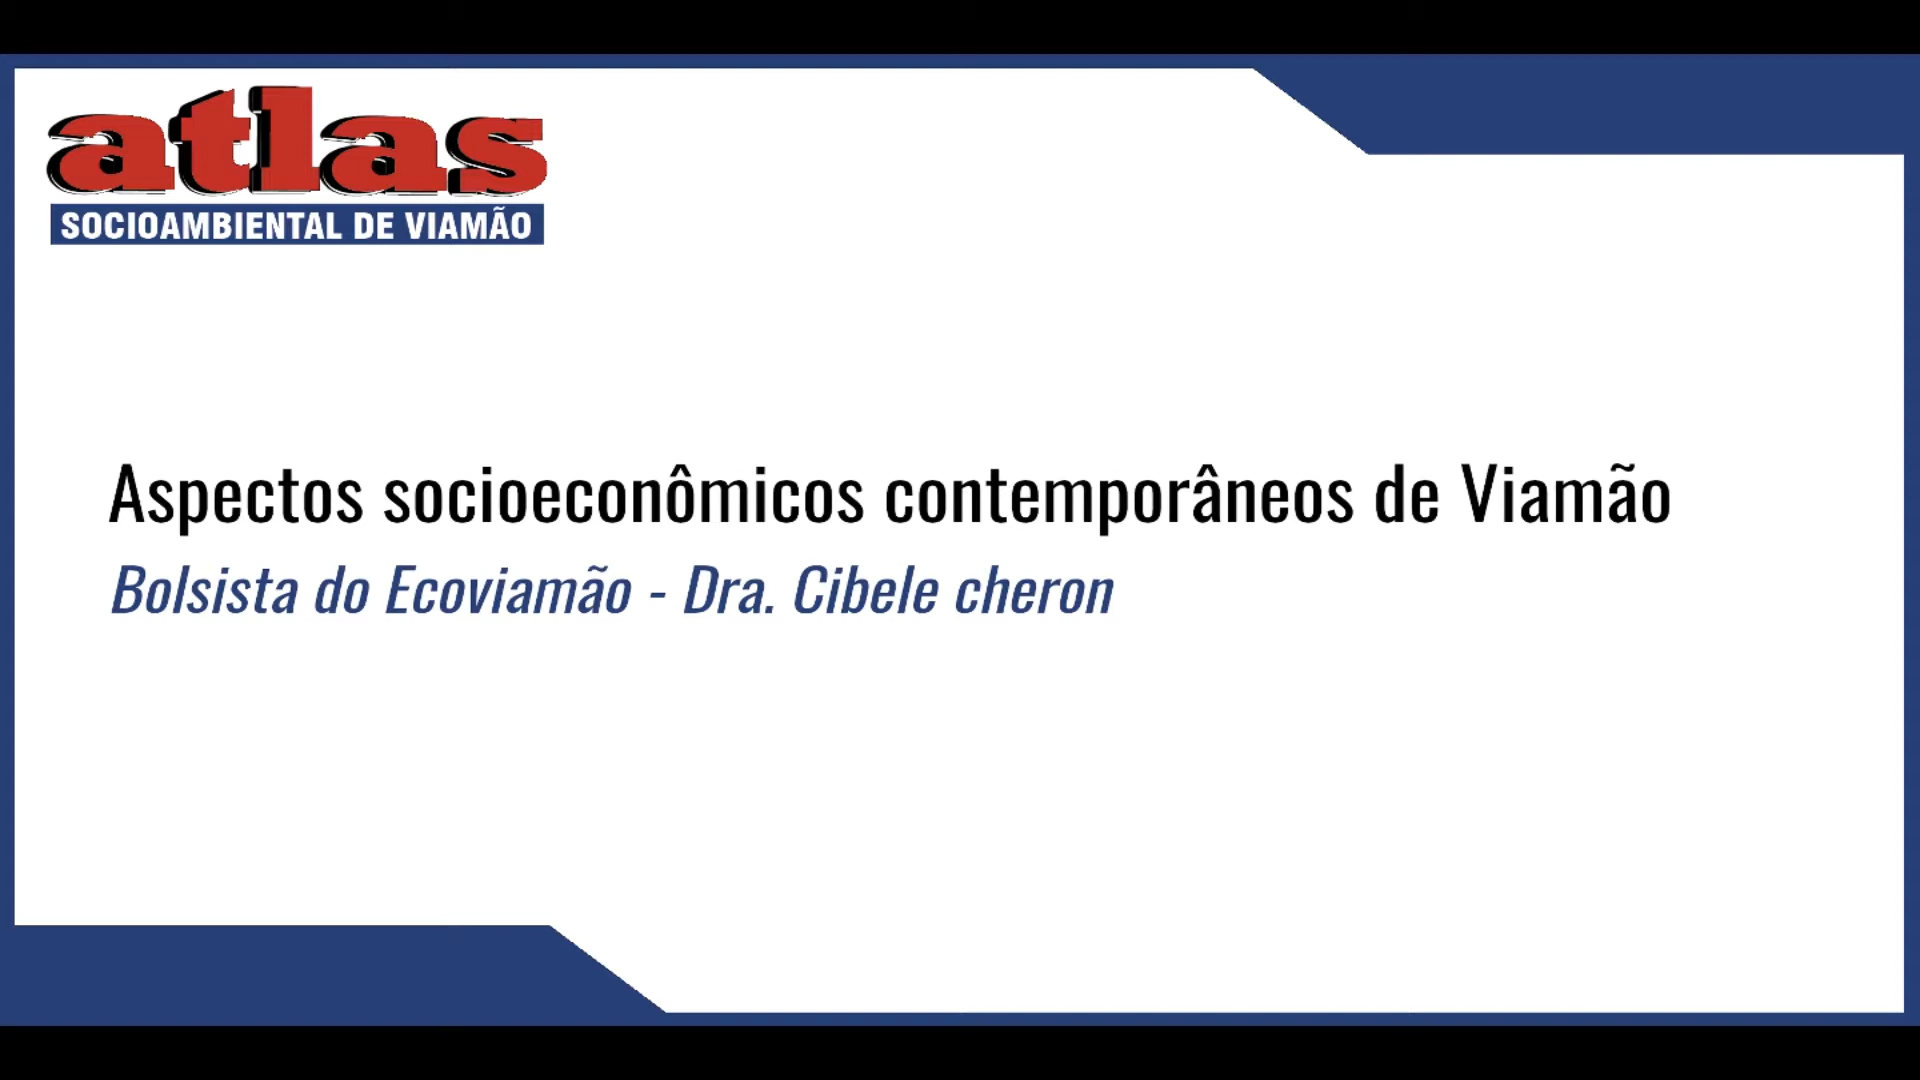 atlas
SOCIOAMBIENTAL DE VIAMÃO
Aspectos socioeconômicos contemporâneos de Viamão
Bolsista do Ecoviamão - Dra. Cibele cheron